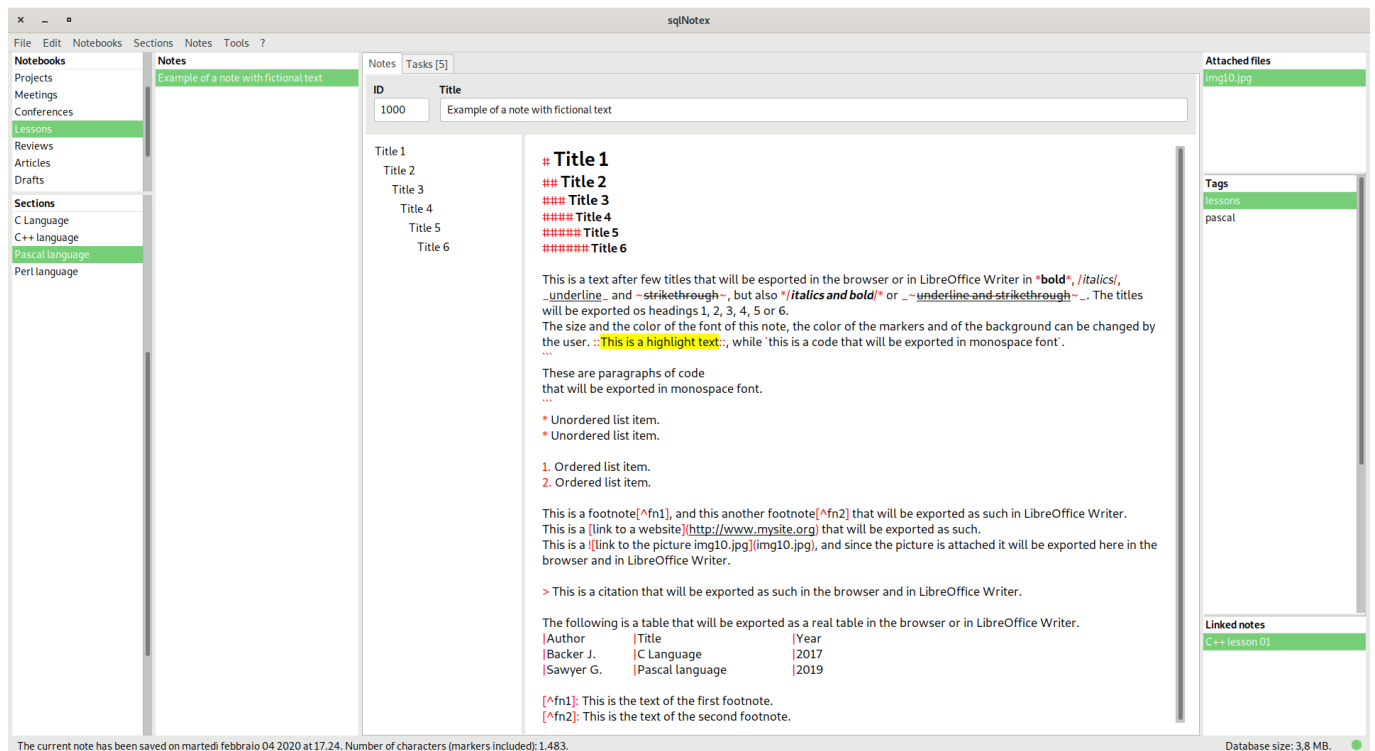 sqlNotex
File Edit Notebooks Sections Notes Tools ?
Notebooks
Projects
Meetings
Conferences
Lessons
Reviews
Articles
Drafts
Sections
C Language
C++ language
Pascal language
Perl language
Notes
Example of a note with fictional text
Notes Tasks [5]
ID Title
1000 Example of a note with fictional text
Title 1
Title 2
Title 3
Title 4
Title 5
Title 6
# Title 1
## Title 2
### Title 3
#### Title 4
##### Title 5
###### Title 6
This is a text after few titles that will be esported in the browser or in LibreOffice Writer in *bold*, /italics/,
_underline_ and ~strikethrough~, but also */italics and bold/* or _~underline and strikethrough~_. The titles
will be exported os headings 1, 2, 3, 4, 5 or 6.
The size and the color of the font of this note, the color of the markers and of the background can be changed by
the user. ::This is a highlight text::, while `this is a code that will be exported in monospace font`.
```
These are paragraphs of code
that will be exported in monospace font.
```
* Unordered list item.
* Unordered list item.
1. Ordered list item.
2. Ordered list item.
This is a footnote[^fn1], and this another footnote[^fn2] that will be exported as such in LibreOffice Writer.
This is a [link to a website](http://www.mysite.org) that will be exported as such.
This is a ![link to the picture img10.jpg](img10.jpg), and since the picture is attached it will be exported here in the
browser and in LibreOffice Writer.
> This is a citation that will be exported as such in the browser and in LibreOffice Writer.
The following is a table that will be exported as a real table in the browser or in LibreOffice Writer.
|Author |Title |Year
|Backer J. |C Language |2017
|Sawyer G. |Pascal language |2019
[^fn1]: This is the text of the first footnote.
[^fn2]: This is the text of the second footnote.
Attached files
img10.jpg
Tags
lessons
pascal
Linked notes
C++ lesson 01
The current note has been saved on martedì febbraio 04 2020 at 17.24. Number of characters (markers included): 1.483.
Database size: 3,8 MB.